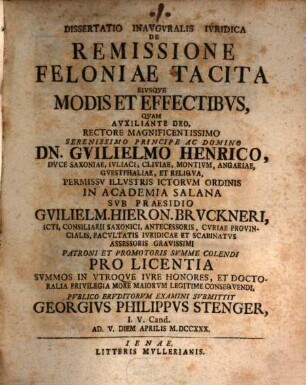 DISSERTATIO INAVGVRALIS IVRIDICA
DE
REMISSIONE
FELONIAE TACITA
EIVSQVE
MODIS ET EFFECTIBVS,
QVAM
AVXILIANTE DEO,
RECTORE MAGNIFICENTISSIMO
SERENISSIMO PRINCIPE AC DOMINO
DN. GVILIELMO HENRICO,
DVCE SAXONIAE, IVLIACI, CLIVIAE, MONTIVM, ANGARIAE,
GVESTPHALIAE, ET RELIQVA,
PERMISSV ILLVSTRIS ICTORVM ORDINIS
IN ACADEMIA SALANA
SVB PRAESIDIO
GVILIELM. HIERON. BRVCKNERI,
ICTI, CONSILIARII SAXONICI, ANTECESSORIS, CVRIAE PROVIN-
CIALIS, FACVLTATIS IVRIDICAE ET SCABINATVS
ASSESSORIS GRAVISSIMI
PATRONI ET PROMOTORIS SVMME COLENDI
PRO LICENTIA
SVMMOS IN VTROQVE IVRE HONORES, ET DOCTO-
RALIA PRIVILEGIA MORE MAIORVM LEGITIME CONSEQVENDI,
PVBLICO ERVDITORVM EXAMINI SVBMITTIT
GEORGIVS PHILIPPVS STENGER,
I. V. Cand.
AD. V. DIEM APRILIS M.DCCXXX.
IENAE,
LITTERIS MVLLERIANIS.